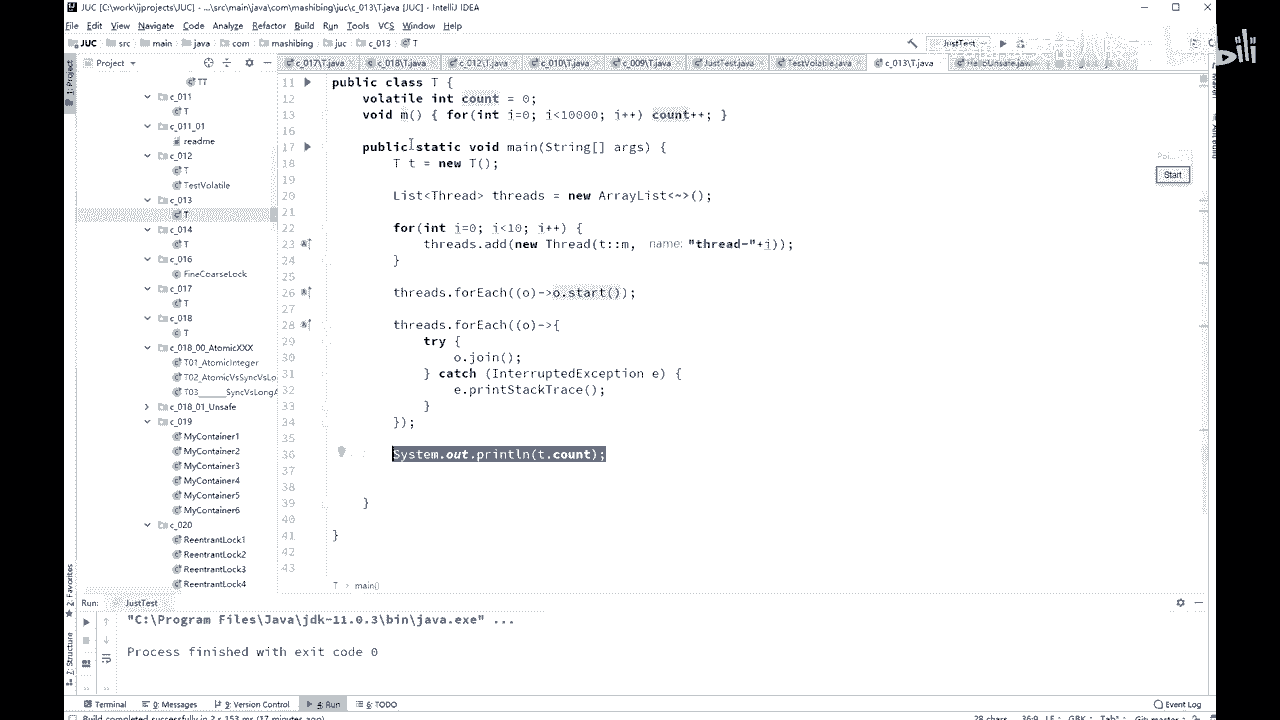 JUC [C:\work\ijprojects\JUC] - ...\src\main\java\com\mashibing\juc\c_013\T.java [JUC] - IntelliJ IDEA
File Edit View Navigate Code Analyze Refactor Build Run Tools VCS Window Help
JUC src main java com mashibing juc c_013 T JustTest
Project c_017\T.java c_018\T.java c_012\T.java c_010\T.java c_009\T.java JustTest.java TestVolatile.java c_013\T.java HelloUnsafe.java
1: Project
TT
c_011
T
c_011_01
readme
c_012
T
TestVolatile
c_013
T
c_014
T
c_016
FineCoarseLock
c_017
T
c_018
T
c_018_00_AtomicXXX
T01_AtomicInteger
T02_AtomicVsSyncVsLo
T03______SyncVsLongA
c_018_01_Unsafe
c_019
MyContainer1
MyContainer2
MyContainer3
MyContainer4
MyContainer5
MyContainer6
c_020
ReentrantLock1
ReentrantLock2
ReentrantLock3
ReentrantLock4
11 public class T {
12 volatile int count = 0;
13 void m() { for(int i=0; i<10000; i++) count++; }
16
17 public static void main(String[] args) {
18 T t = new T();
19
20 List<Thread> threads = new ArrayList<~>();
21
22 for(int i=0; i<10; i++) {
23 threads.add(new Thread(t::m, name: "thread-"+i));
24 }
25
26 threads.forEach((o)->o.start());
27
28 threads.forEach((o)->{
29 try {
30 o.join();
31 } catch (InterruptedException e) {
32 e.printStackTrace();
33 }
34 });
35
36 System.out.println(t.count);
37
38
39 }
40
41 }
42
43
T > main()
Start
2: Favorites
7: Structure
Run: JustTest
"C:\Program Files\Java\jdk-11.0.3\bin\java.exe" ...
Process finished with exit code 0
Terminal 0: Messages 9: Version Control 4: Run 6: TODO Event Log
Build completed successfully in 2 s 153 ms (37 minutes ago) 28 chars, 36:9 LF GBK Git: master